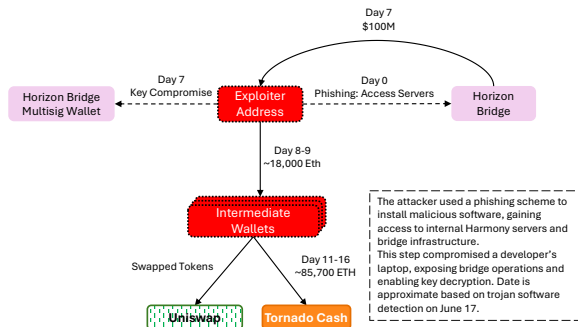 Day 7
$100M
Day 7
Key Compromise
Day 0
Phishing: Access Servers
Horizon Bridge
Multisig Wallet
Exploiter
Address
Horizon
Bridge
Day 8-9
~18,000 Eth
Intermediate
Wallets
The attacker used a phishing scheme to
install malicious software, gaining
access to internal Harmony servers and
bridge infrastructure.
This step compromised a developer's
laptop, exposing bridge operations and
enabling key decryption. Date is
approximate based on trojan software
detection on June 17.
Swapped Tokens
Day 11-16
~85,700 ETH
Uniswap
Tornado Cash